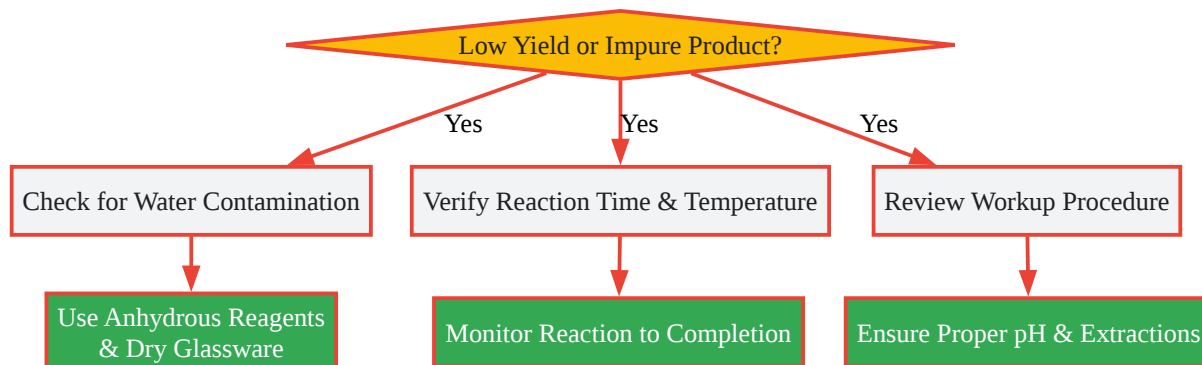 Low Yield or Impure Product?
Yes
Yes
Yes
Check for Water Contamination
Verify Reaction Time & Temperature
Review Workup Procedure
Use Anhydrous Reagents
& Dry Glassware
Monitor Reaction to Completion
Ensure Proper pH & Extractions